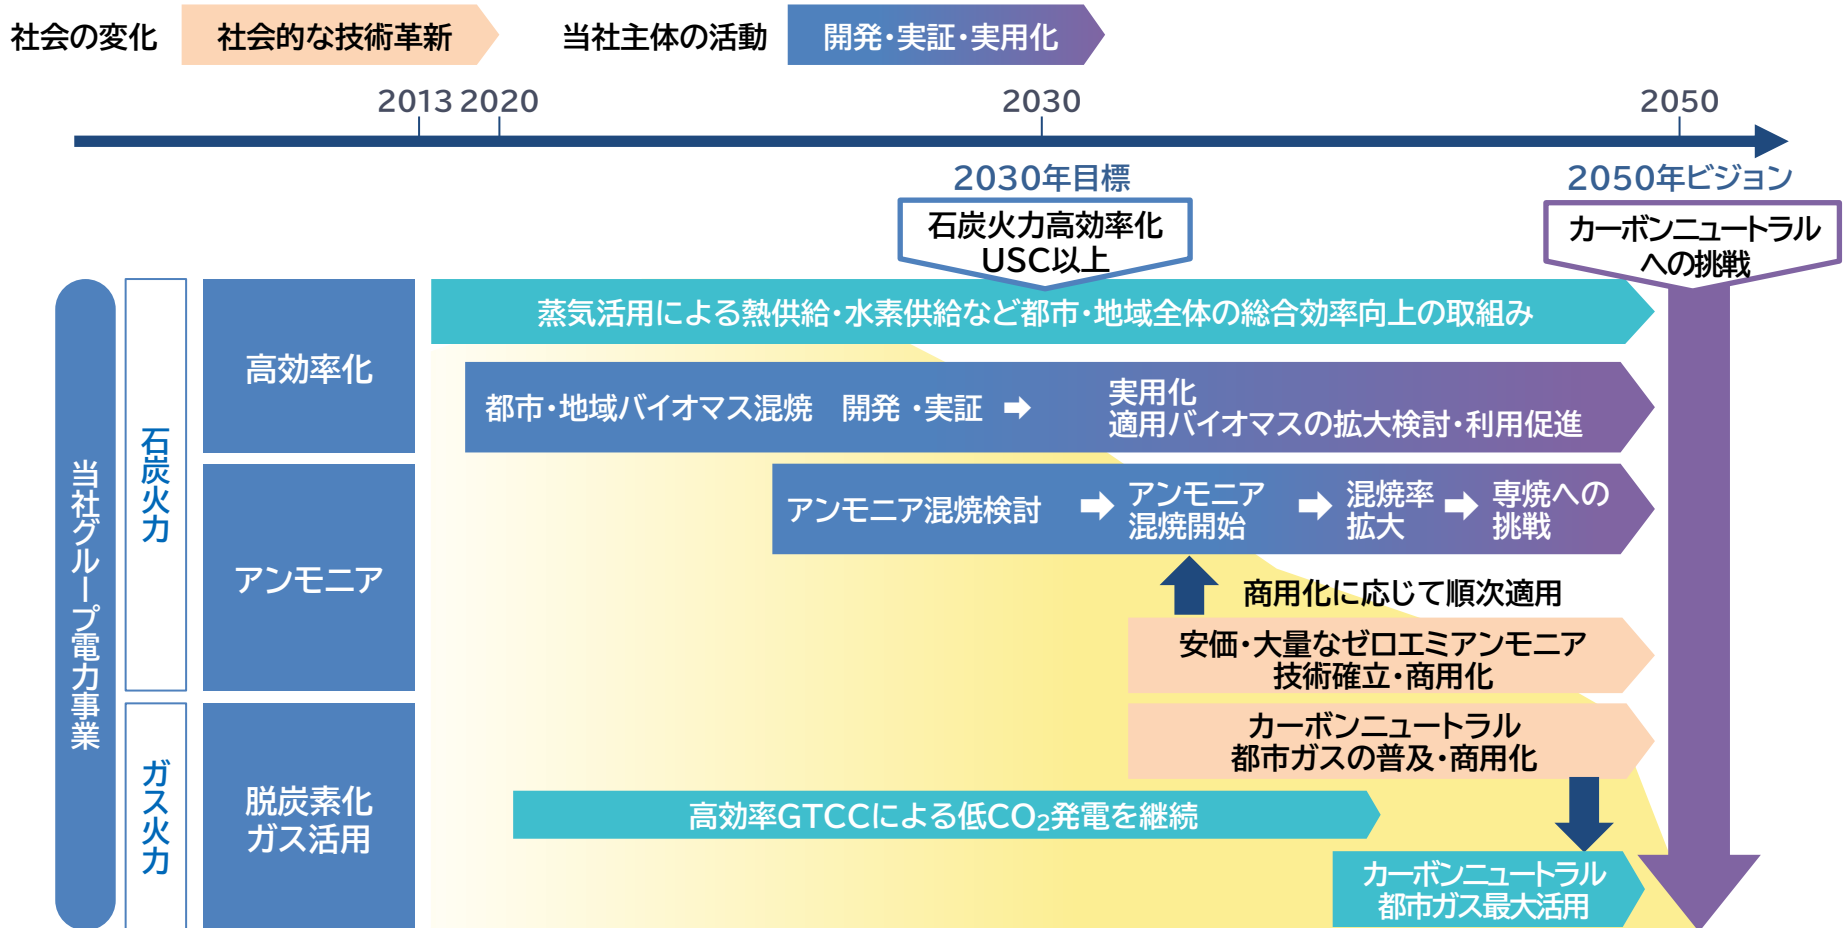 社会の変化
社会的な技術革新
当社主体の活動
開発・実証・実用化
2013
2020
2030
2050
2030年目標
石炭火力高効率化
USC以上
2050年ビジョン
カーボンニュートラル
への挑戦
当社グループ電力事業
石炭火力
高効率化
蒸気活用による熱供給・水素供給など都市・地域全体の総合効率向上の取組み
都市・地域バイオマス混焼　開発・実証 ➡
実用化
適用バイオマスの拡大検討・利用促進
アンモニア
アンモニア混焼検討 ➡
アンモニア
混焼開始
➡
混焼率
拡大
➡
専焼への
挑戦
商用化に応じて順次適用
安価・大量なゼロエミアンモニア
技術確立・商用化
ガス火力
脱炭素化
ガス活用
カーボンニュートラル
都市ガスの普及・商用化
高効率GTCCによる低CO₂発電を継続
カーボンニュートラル
都市ガス最大活用